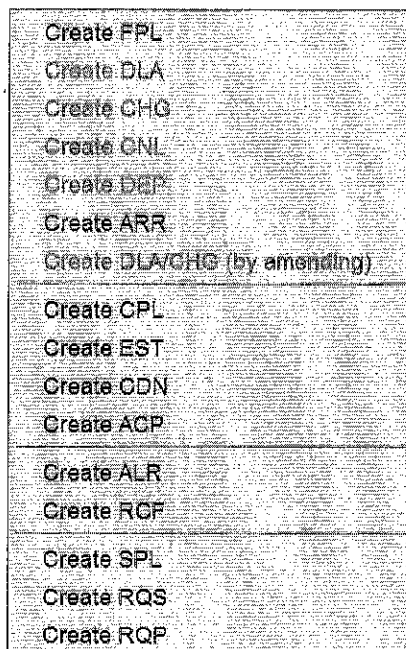 Create FPL
Create DLA
Create CHG
Create CNL
Create DEP
Create ARR
Create DLA/CHG (by amending)
Create CPL
Create EST
Create CDN
Create ACP
Create ALR
Create RCF
Create SPL
Create RQS
Create RQP